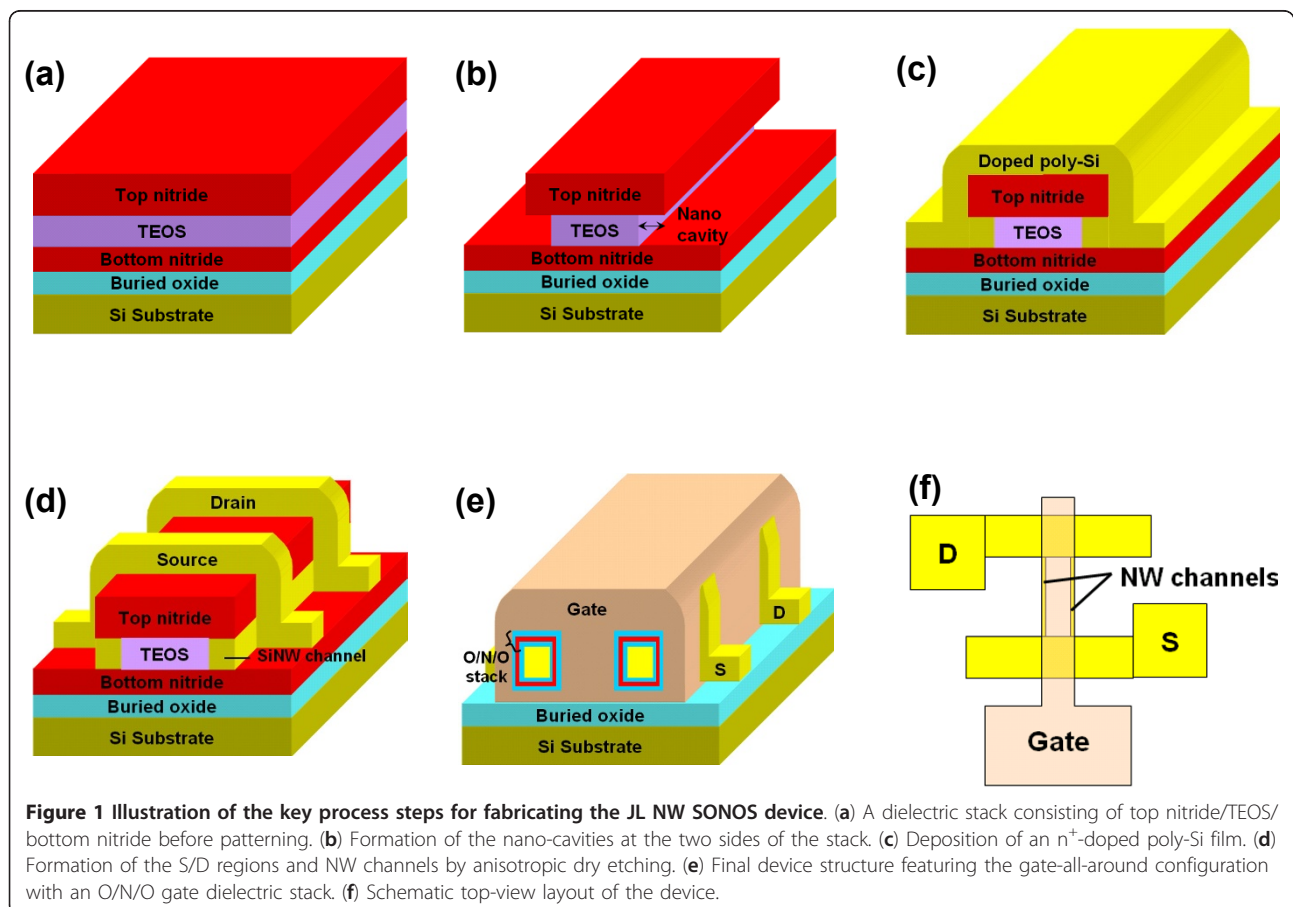 (a)
Top nitride
TEOS
Bottom nitride
Buried oxide
Si Substrate
(b)
Top nitride
TEOS
Nano
cavity
Bottom nitride
Buried oxide
Si Substrate
(c)
Doped poly-Si
Top nitride
TEOS
Bottom nitride
Buried oxide
Si Substrate
(d)
Drain
Source
Top nitride
TEOS
SiNW channel
Bottom nitride
Buried oxide
Si Substrate
(e)
Gate
O/N/O
stack
D
S
Buried oxide
Si Substrate
(f)
D
NW channels
S
Gate
Figure 1 Illustration of the key process steps for fabricating the JL NW SONOS device. (a) A dielectric stack consisting of top nitride/TEOS/
bottom nitride before patterning. (b) Formation of the nano-cavities at the two sides of the stack. (c) Deposition of an n⁺-doped poly-Si film. (d)
Formation of the S/D regions and NW channels by anisotropic dry etching. (e) Final device structure featuring the gate-all-around configuration
with an O/N/O gate dielectric stack. (f) Schematic top-view layout of the device.